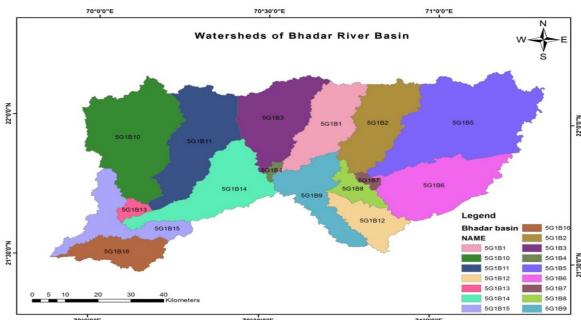 70°0'0"E 70°30'0"E 71°0'0"E
Watersheds of Bhadar River Basin
N
W E
S
22°0'0"N
22°0'0"N
5G1B10
5G1B11
5G1B3
5G1B1
5G1B2
5G1B5
5G1B4
5G1B14
5G1B9
5G1B8
5G1B7
5G1B6
5G1B13
5G1B15
5G1B12
5G1B16
21°30'0"N
Legend
Bhadar basin
NAME
5G1B1
5G1B10
5G1B11
5G1B12
5G1B13
5G1B14
5G1B15
5G1B16
5G1B2
5G1B3
5G1B4
5G1B5
5G1B6
5G1B7
5G1B8
5G1B9
0 5 10 20 30 40
Kilometers